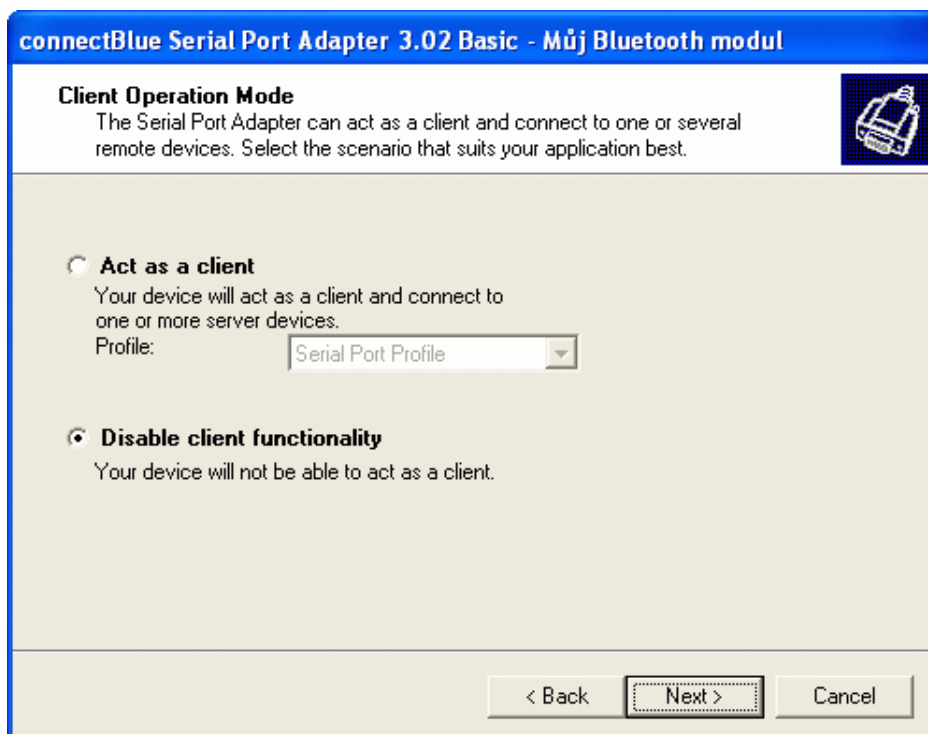 connectBlue Serial Port Adapter 3.02 Basic - Můj Bluetooth modul
Client Operation Mode
The Serial Port Adapter can act as a client and connect to one or several
remote devices. Select the scenario that suits your application best.
Act as a client
Your device will act as a client and connect to
one or more server devices.
Profile: Serial Port Profile
Disable client functionality
Your device will not be able to act as a client.
< Back Next > Cancel